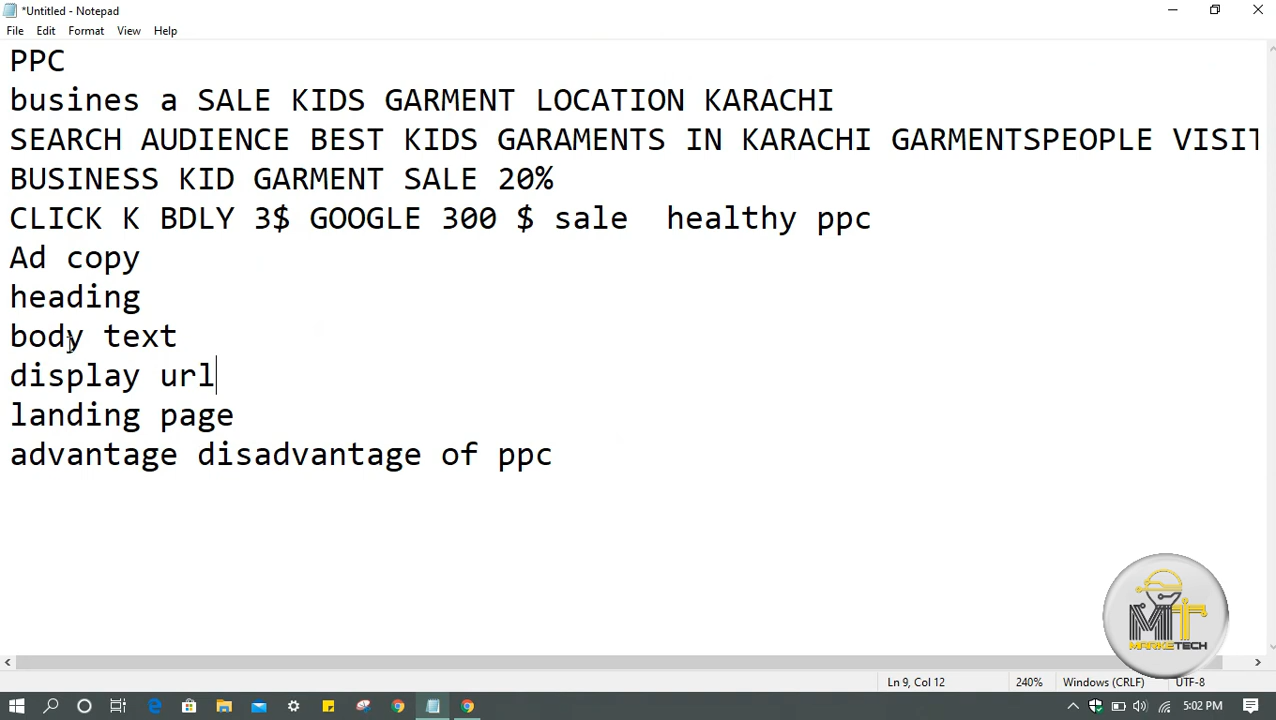 *Untitled - Notepad
File Edit Format View Help
PPC
busines a SALE KIDS GARMENT LOCATION KARACHI
SEARCH AUDIENCE BEST KIDS GARAMENTS IN KARACHI GARMENTSPEOPLE VISIT
BUSINESS KID GARMENT SALE 20%
CLICK K BDLY 3$ GOOGLE 300 $ sale healthy ppc
Ad copy
heading
body text
display url
landing page
advantage disadvantage of ppc
MT
MARKETECH
Ln 9, Col 12 240% Windows (CRLF) UTF-8
5:02 PM